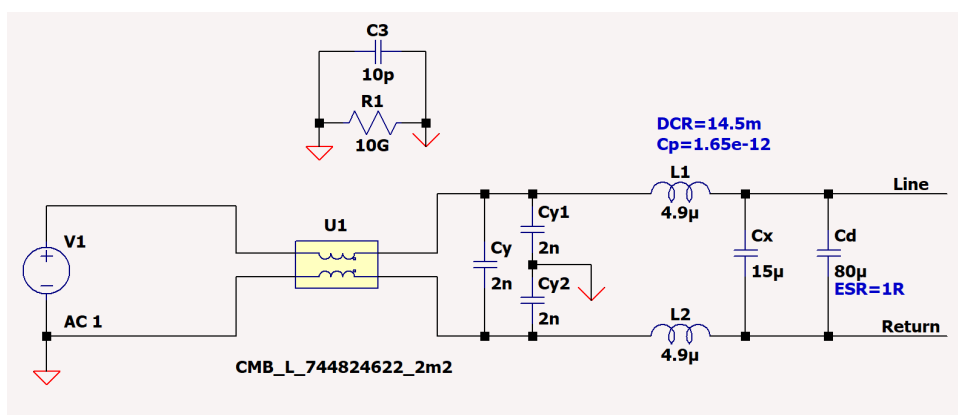 C3
10p
R1
10G
DCR=14.5m
Cp=1.65e-12
L1
4.9µ
Line
V1
+
−
AC 1
U1
CMB_L_744824622_2m2
Cy
2n
Cy1
2n
Cy2
2n
Cx
15µ
Cd
80µ
ESR=1R
L2
4.9µ
Return